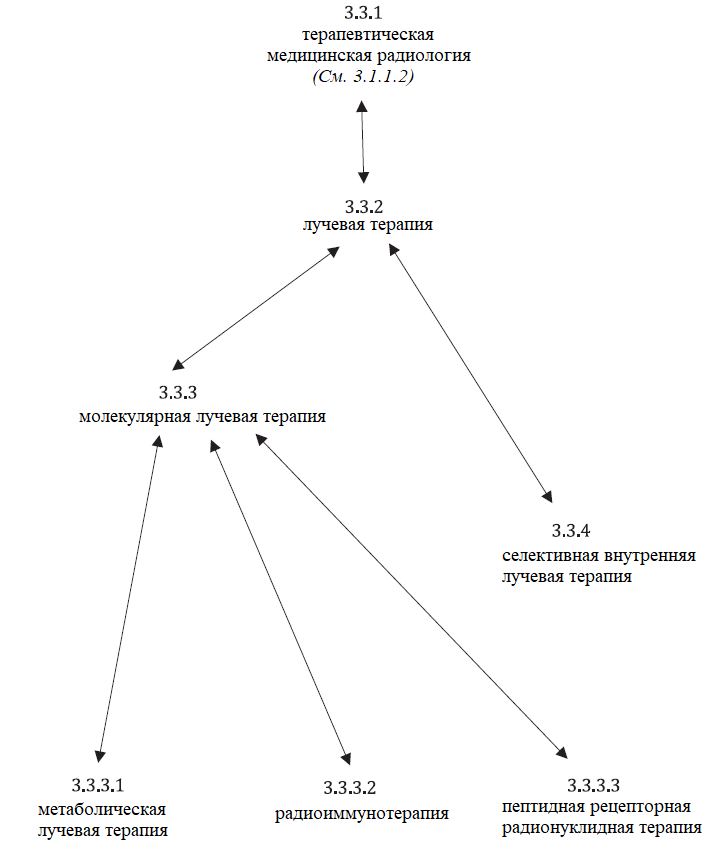 3.3.1
терапевтическая
медицинская радиология
(См. 3.1.1.2)
3.3.2
лучевая терапия
3.3.3
молекулярная лучевая терапия
3.3.4
селективная внутренняя
лучевая терапия
3.3.3.1
метаболическая
лучевая терапия
3.3.3.2
радиоиммунотерапия
3.3.3.3
пептидная рецепторная
радионуклидная терапия